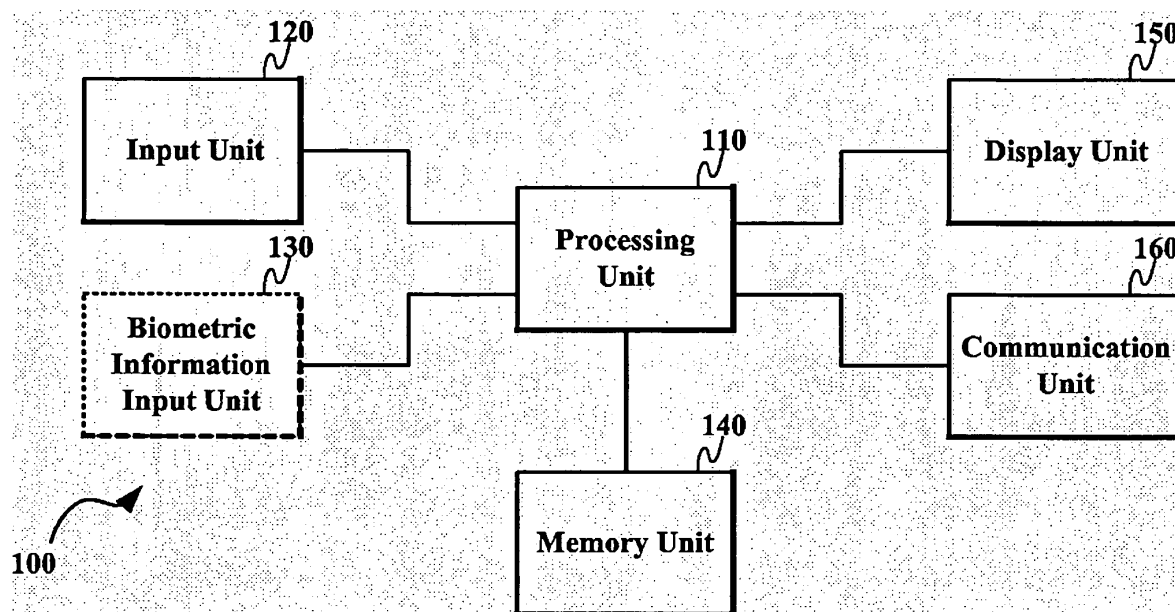 120
Input Unit
150
Display Unit
110
Processing
Unit
130
Biometric
Information
Input Unit
160
Communication
Unit
140
Memory Unit
100